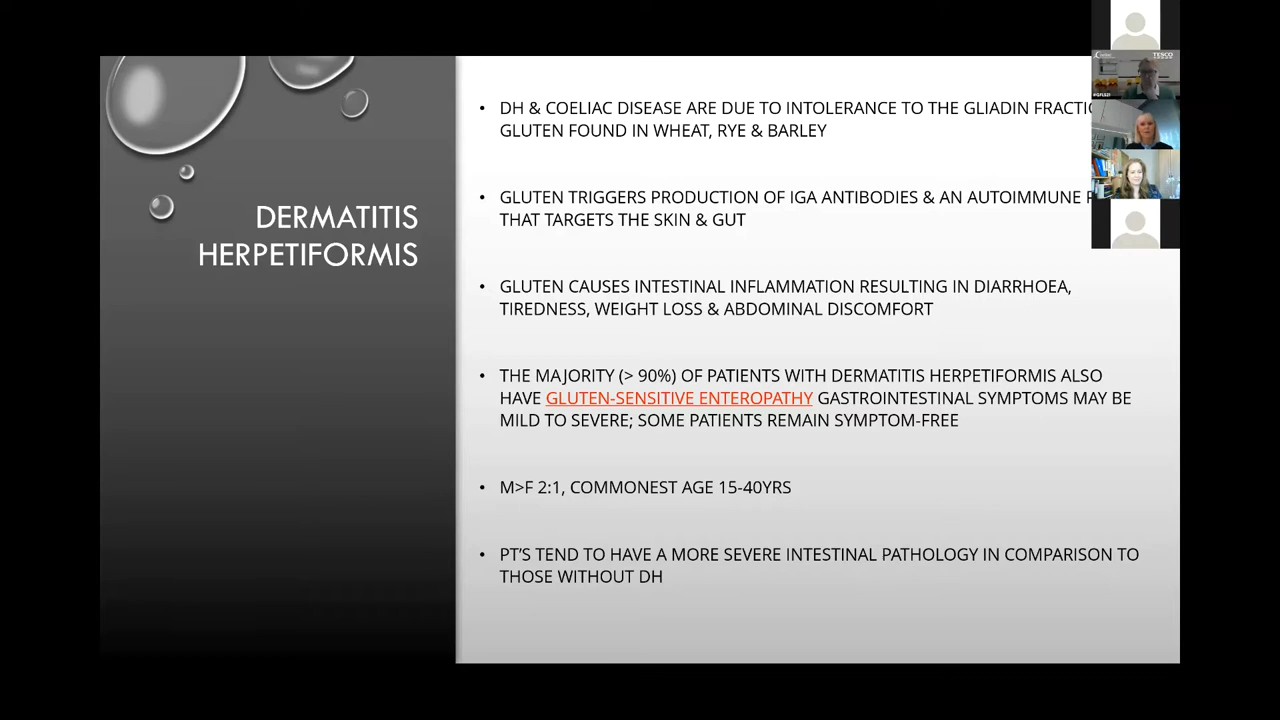 DERMATITIS
HERPETIFORMIS
• DH & COELIAC DISEASE ARE DUE TO INTOLERANCE TO THE GLIADIN
GLUTEN FOUND IN WHEAT, RYE & BARLEY
• GLUTEN TRIGGERS PRODUCTION OF IGA ANTIBODIES & AN AUTOIMMUNE
THAT TARGETS THE SKIN & GUT
• GLUTEN CAUSES INTESTINAL INFLAMMATION RESULTING IN DIARRHOEA,
TIREDNESS, WEIGHT LOSS & ABDOMINAL DISCOMFORT
• THE MAJORITY (> 90%) OF PATIENTS WITH DERMATITIS HERPETIFORMIS ALSO
HAVE GLUTEN-SENSITIVE ENTEROPATHY GASTROINTESTINAL SYMPTOMS MAY BE
MILD TO SEVERE; SOME PATIENTS REMAIN SYMPTOM-FREE
• M>F 2:1, COMMONEST AGE 15-40YRS
• PT'S TEND TO HAVE A MORE SEVERE INTESTINAL PATHOLOGY IN COMPARISON TO
THOSE WITHOUT DH
TESCO